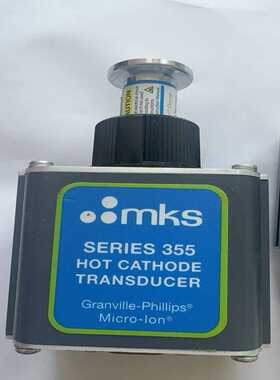 CAUTION
mks
SERIES 355
HOT CATHODE
TRANSDUCER
Granville-Phillips®
Micro-Ion®